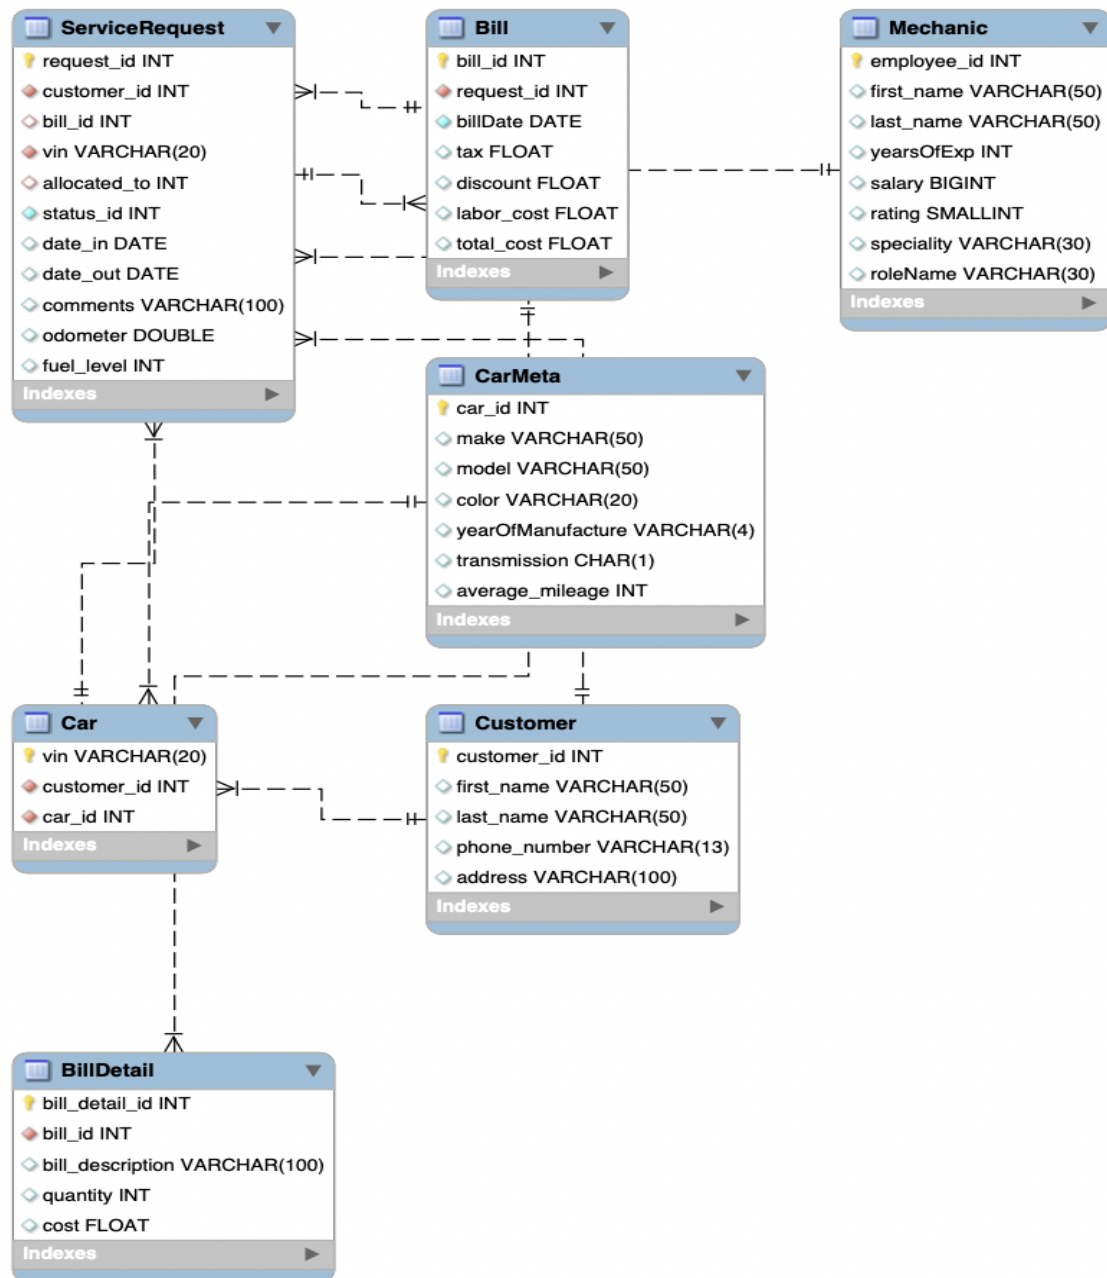 ServiceRequest
request_id INT
customer_id INT
bill_id INT
vin VARCHAR(20)
allocated_to INT
status_id INT
date_in DATE
date_out DATE
comments VARCHAR(100)
odometer DOUBLE
fuel_level INT
Indexes
Bill
bill_id INT
request_id INT
billDate DATE
tax FLOAT
discount FLOAT
labor_cost FLOAT
total_cost FLOAT
Indexes
Mechanic
employee_id INT
first_name VARCHAR(50)
last_name VARCHAR(50)
yearsOfExp INT
salary BIGINT
rating SMALLINT
speciality VARCHAR(30)
roleName VARCHAR(30)
Indexes
CarMeta
car_id INT
make VARCHAR(50)
model VARCHAR(50)
color VARCHAR(20)
yearOfManufacture VARCHAR(4)
transmission CHAR(1)
average_mileage INT
Indexes
Car
vin VARCHAR(20)
customer_id INT
car_id INT
Indexes
Customer
customer_id INT
first_name VARCHAR(50)
last_name VARCHAR(50)
phone_number VARCHAR(13)
address VARCHAR(100)
Indexes
BillDetail
bill_detail_id INT
bill_id INT
bill_description VARCHAR(100)
quantity INT
cost FLOAT
Indexes